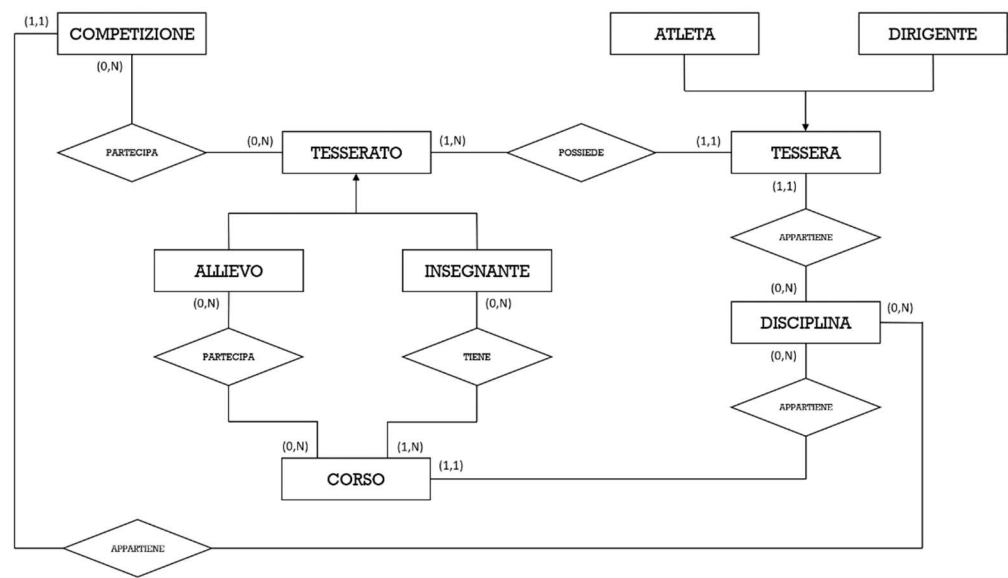 (1,1)
COMPETIZIONE
ATLETA
DIRIGENTE
(0,N)
PARTECIPA
(0,N)
TESSERATO
(1,N)
POSSIEDE
(1,1)
TESSERA
(1,1)
APPARTIENE
ALLIEVO
INSEGNANTE
(0,N)
(0,N)
(0,N)
DISCIPLINA
(0,N)
PARTECIPA
TIENE
(0,N)
APPARTIENE
(0,N)
(1,N)
CORSO
(1,1)
APPARTIENE